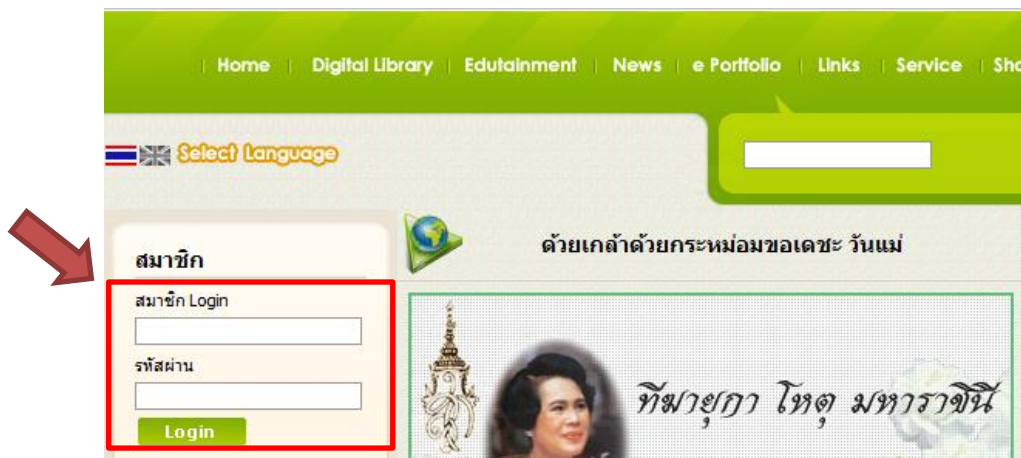 Home | Digital Library | Edutainment | News | e Portfolio | Links | Service | Sho
Select Language
ด้วยเกล้าด้วยกระหม่อมขอเดชะ วันแม่
สมาชิก
สมาชิก Login
รหัสผ่าน
Login
ทีฆายุกา โหตุ มหาราชินี